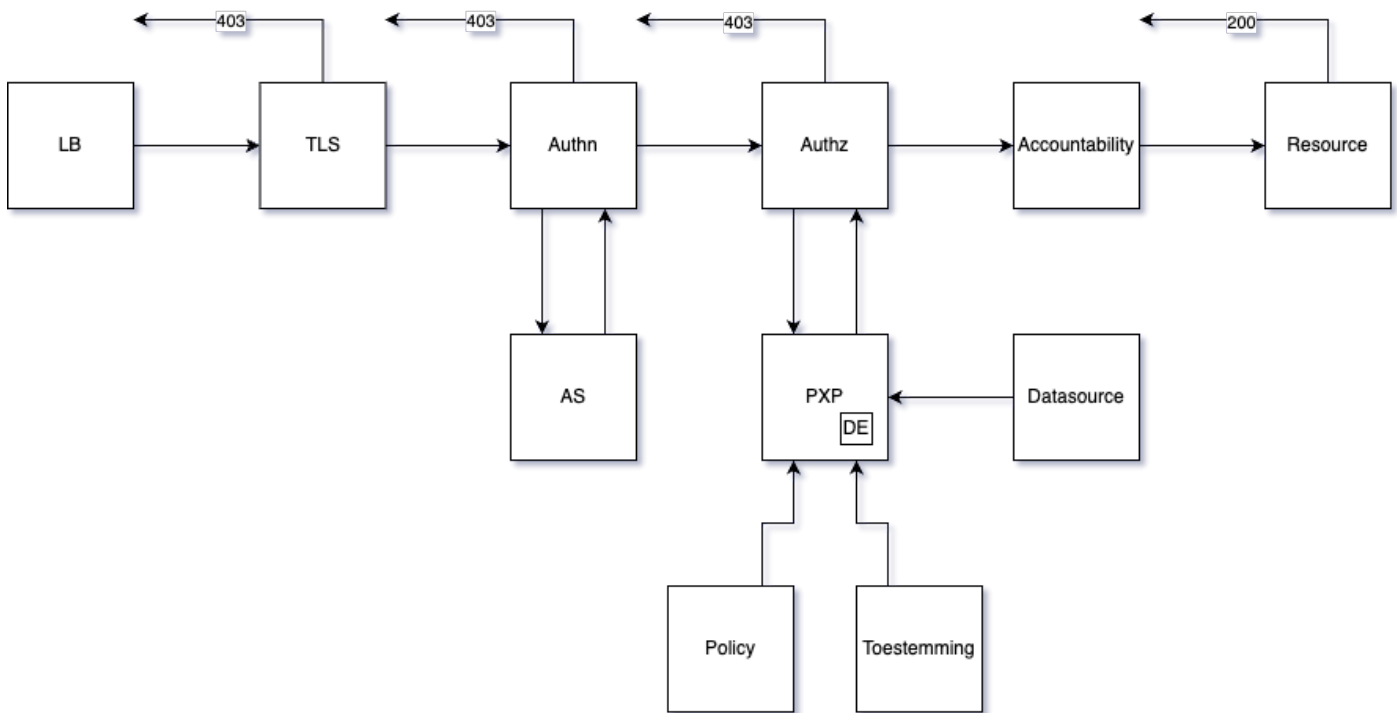 403
403
403
200
LB
TLS
Authn
Authz
Accountability
Resource
AS
PXP
DE
Datasource
Policy
Toestemming